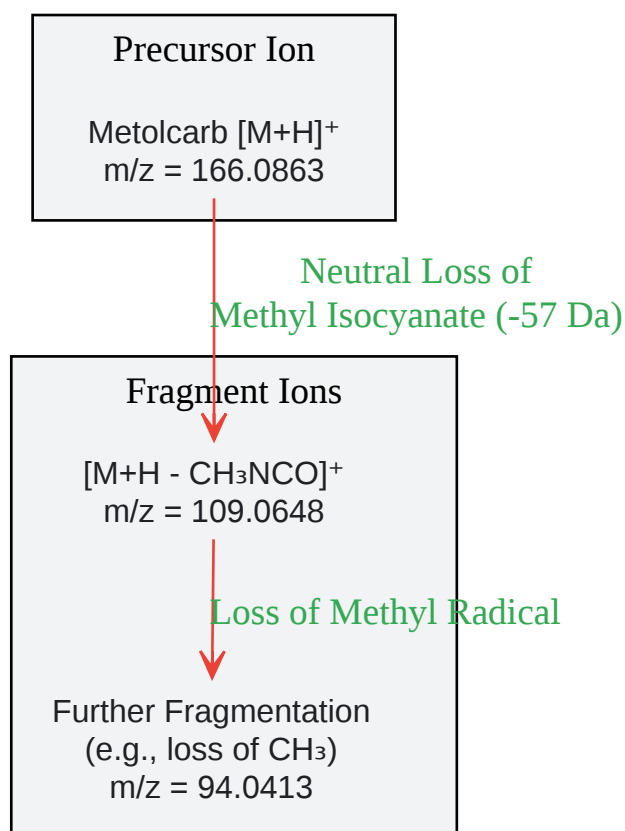 Precursor Ion
Metolcarb [M+H]⁺
m/z = 166.0863
Neutral Loss of
Methyl Isocyanate (-57 Da)
Fragment Ions
[M+H - CH₃NCO]⁺
m/z = 109.0648
Loss of Methyl Radical
Further Fragmentation
(e.g., loss of CH₃)
m/z = 94.0413